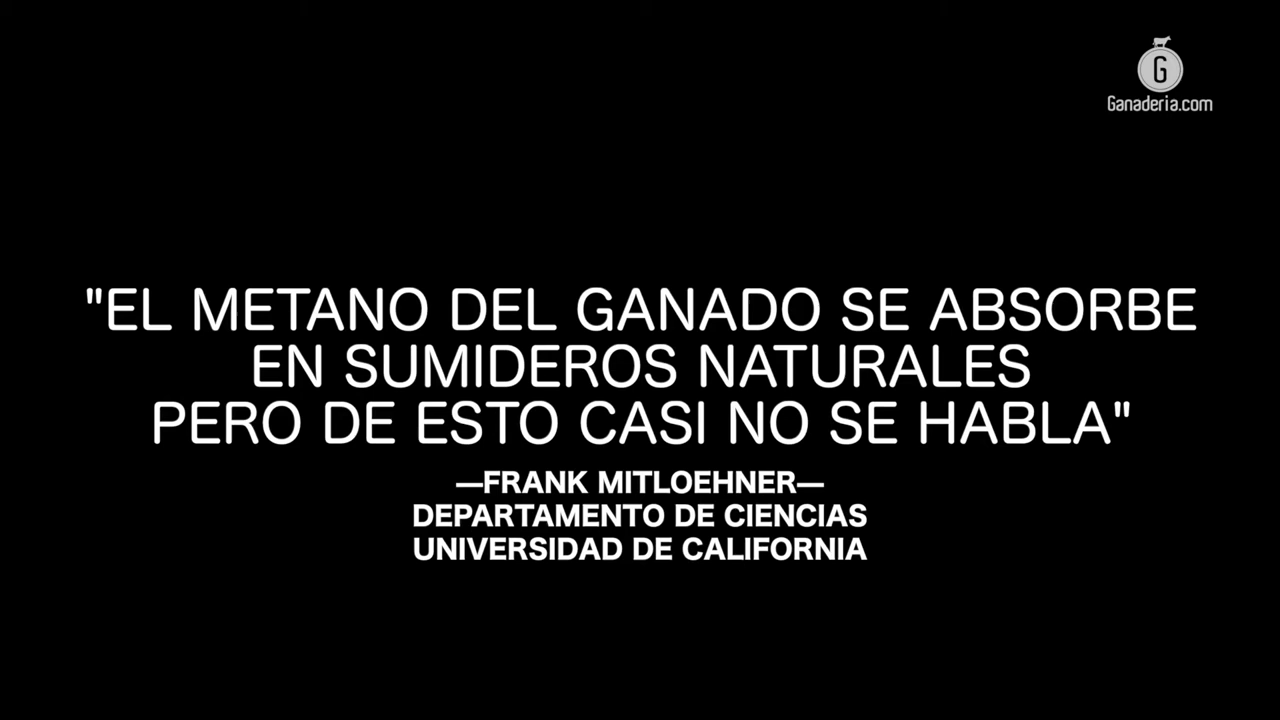 G
Ganaderia.com
"EL METANO DEL GANADO SE ABSORBE
EN SUMIDEROS NATURALES
PERO DE ESTO CASI NO SE HABLA"
—FRANK MITLOEHNER—
DEPARTAMENTO DE CIENCIAS
UNIVERSIDAD DE CALIFORNIA